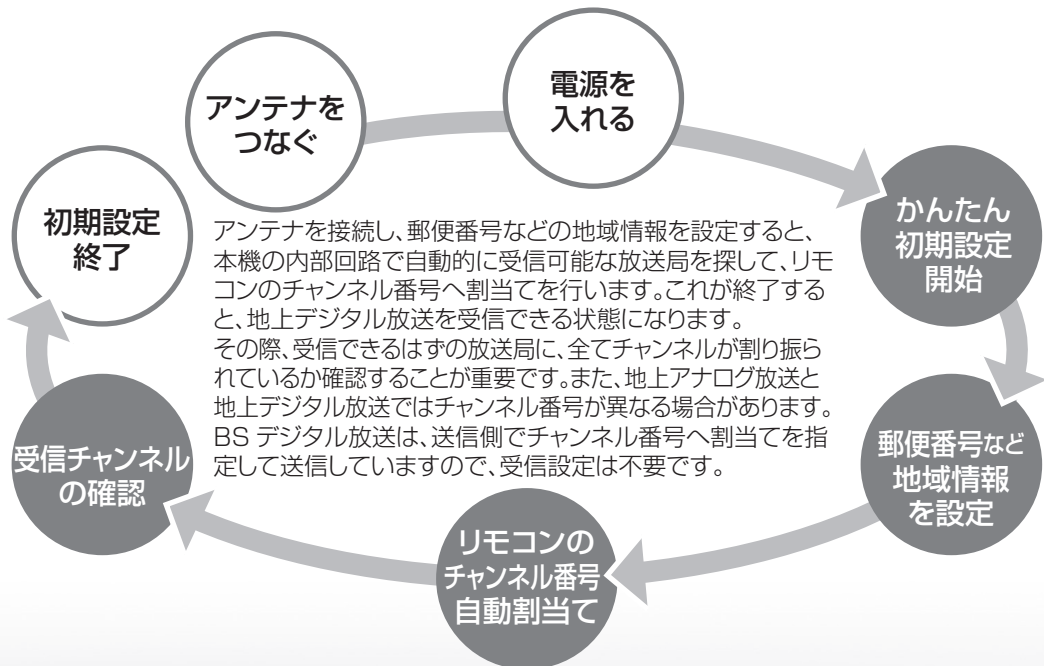 アンテナを
つなぐ
電源を
入れる
かんたん
初期設定
開始
郵便番号など
地域情報
を設定
リモコンの
チャンネル番号
自動割当て
受信チャンネル
の確認
初期設定
終了
アンテナを接続し、郵便番号などの地域情報を設定すると、
本機の内部回路で自動的に受信可能な放送局を探して、リモ
コンのチャンネル番号へ割当てを行います。これが終了する
と、地上デジタル放送を受信できる状態になります。
その際、受信できるはずの放送局に、全てチャンネルが割り振ら
れているか確認することが重要です。また、地上アナログ放送と
地上デジタル放送ではチャンネル番号が異なる場合があります。
BS デジタル放送は、送信側でチャンネル番号へ割当てを指
定して送信していますので、受信設定は不要です。